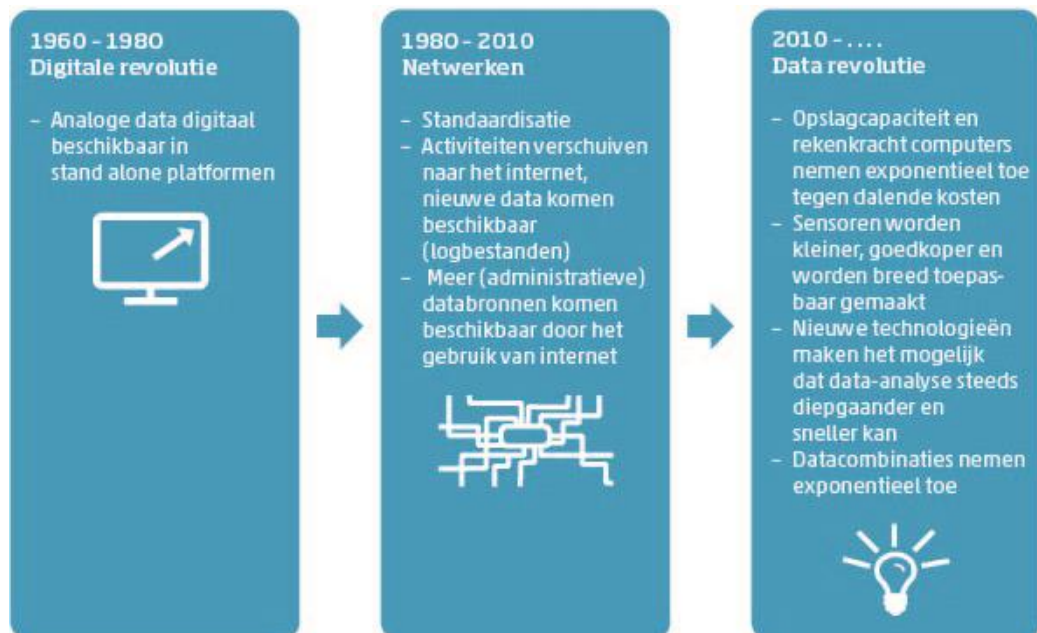 1960 – 1980
Digitale revolutie
– Analoge data digitaal
beschikbaar in
stand alone platformen
1980 – 2010
Netwerken
– Standaardisatie
– Activiteiten verschuiven
naar het internet,
nieuwe data komen
beschikbaar
(logbestanden)
– Meer (administratieve)
databronnen komen
beschikbaar door het
gebruik van internet
2010 – ....
Data revolutie
– Opslagcapaciteit en
rekenkracht computers
nemen exponentieel toe
tegen dalende kosten
– Sensoren worden
kleiner, goedkoper en
worden breed toepas-
baar gemaakt
– Nieuwe technologieën
maken het mogelijk
dat data-analyse steeds
diepgaander en
sneller kan
– Datacombinaties nemen
exponentieel toe